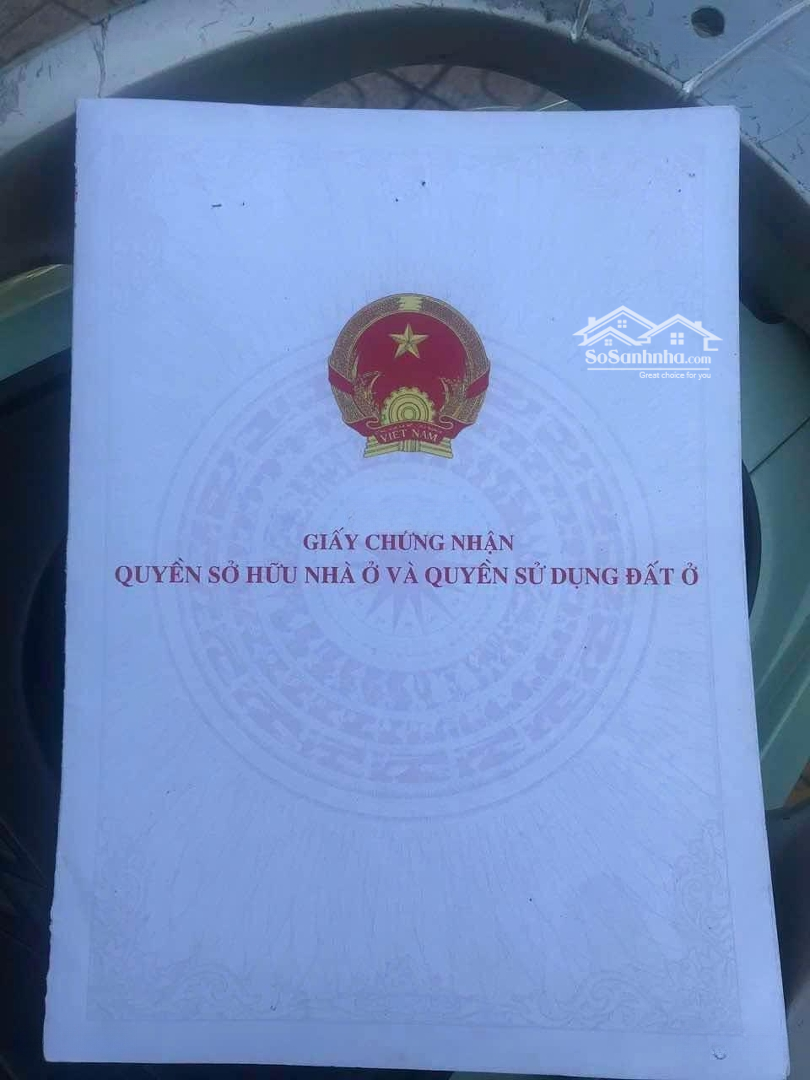 SoSanhnha.com
Great choice for you
VIỆT NAM
GIẤY CHỨNG NHẬN
QUYỀN SỞ HỮU NHÀ Ở VÀ QUYỀN SỬ DỤNG ĐẤT Ở